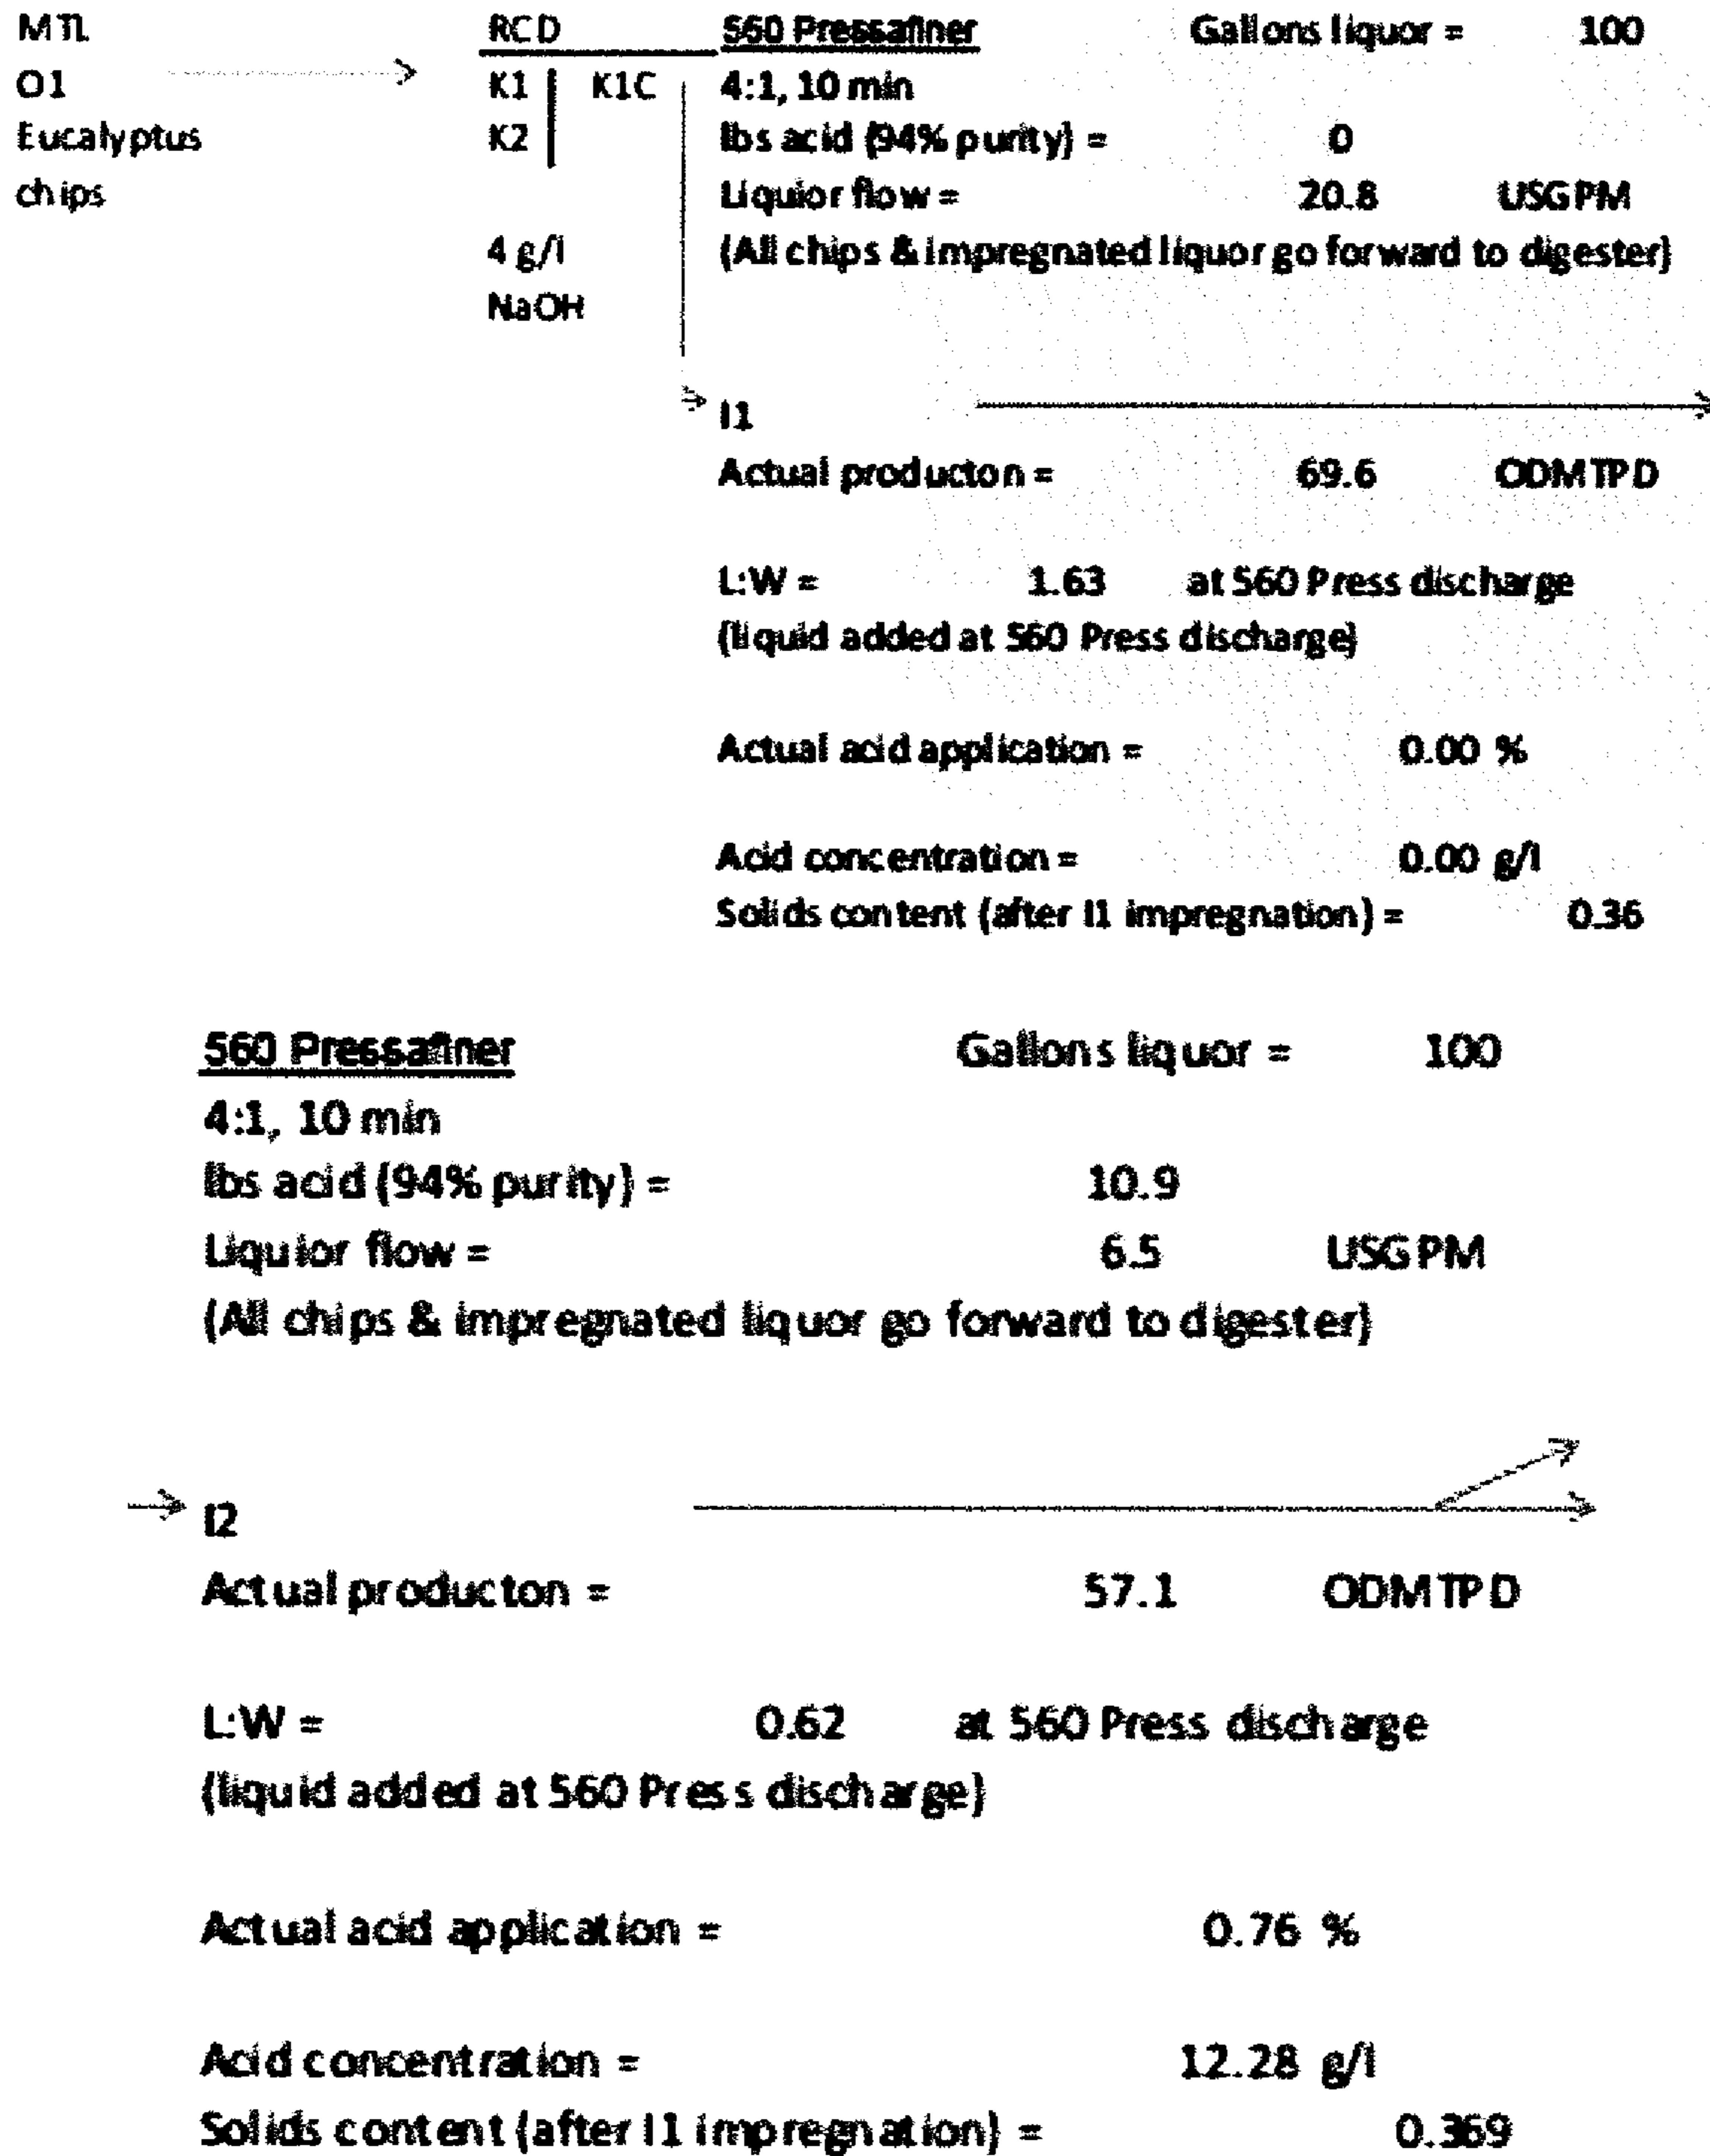 MTL RCD 560 Pressafiner Gallons liquor = 100
O1 K1 K1C 4:1, 10 min
Eucalyptus K2 lbs acid (94% purity) = 0
chips Liquior flow = 20.8 USGPM
4 g/l (All chips & impregnated liquor go forward to digester)
NaOH
I1
Actual producton = 69.6 ODMTPD
L:W = 1.63 at 560 Press discharge
(liquid added at 560 Press discharge)
Actual acid application = 0.00 %
Acid concentration = 0.00 g/l
Solids content (after I1 impregnation) = 0.36
560 Pressafiner Gallons liquor = 100
4:1, 10 min
lbs acid (94% purity) = 10.9
Liquior flow = 6.5 USGPM
(All chips & impregnated liquor go forward to digester)
I2
Actual producton = 57.1 ODMTPD
L:W = 0.62 at 560 Press discharge
(liquid added at 560 Press discharge)
Actual acid application = 0.76 %
Acid concentration = 12.28 g/l
Solids content (after I1 impregnation) = 0.369